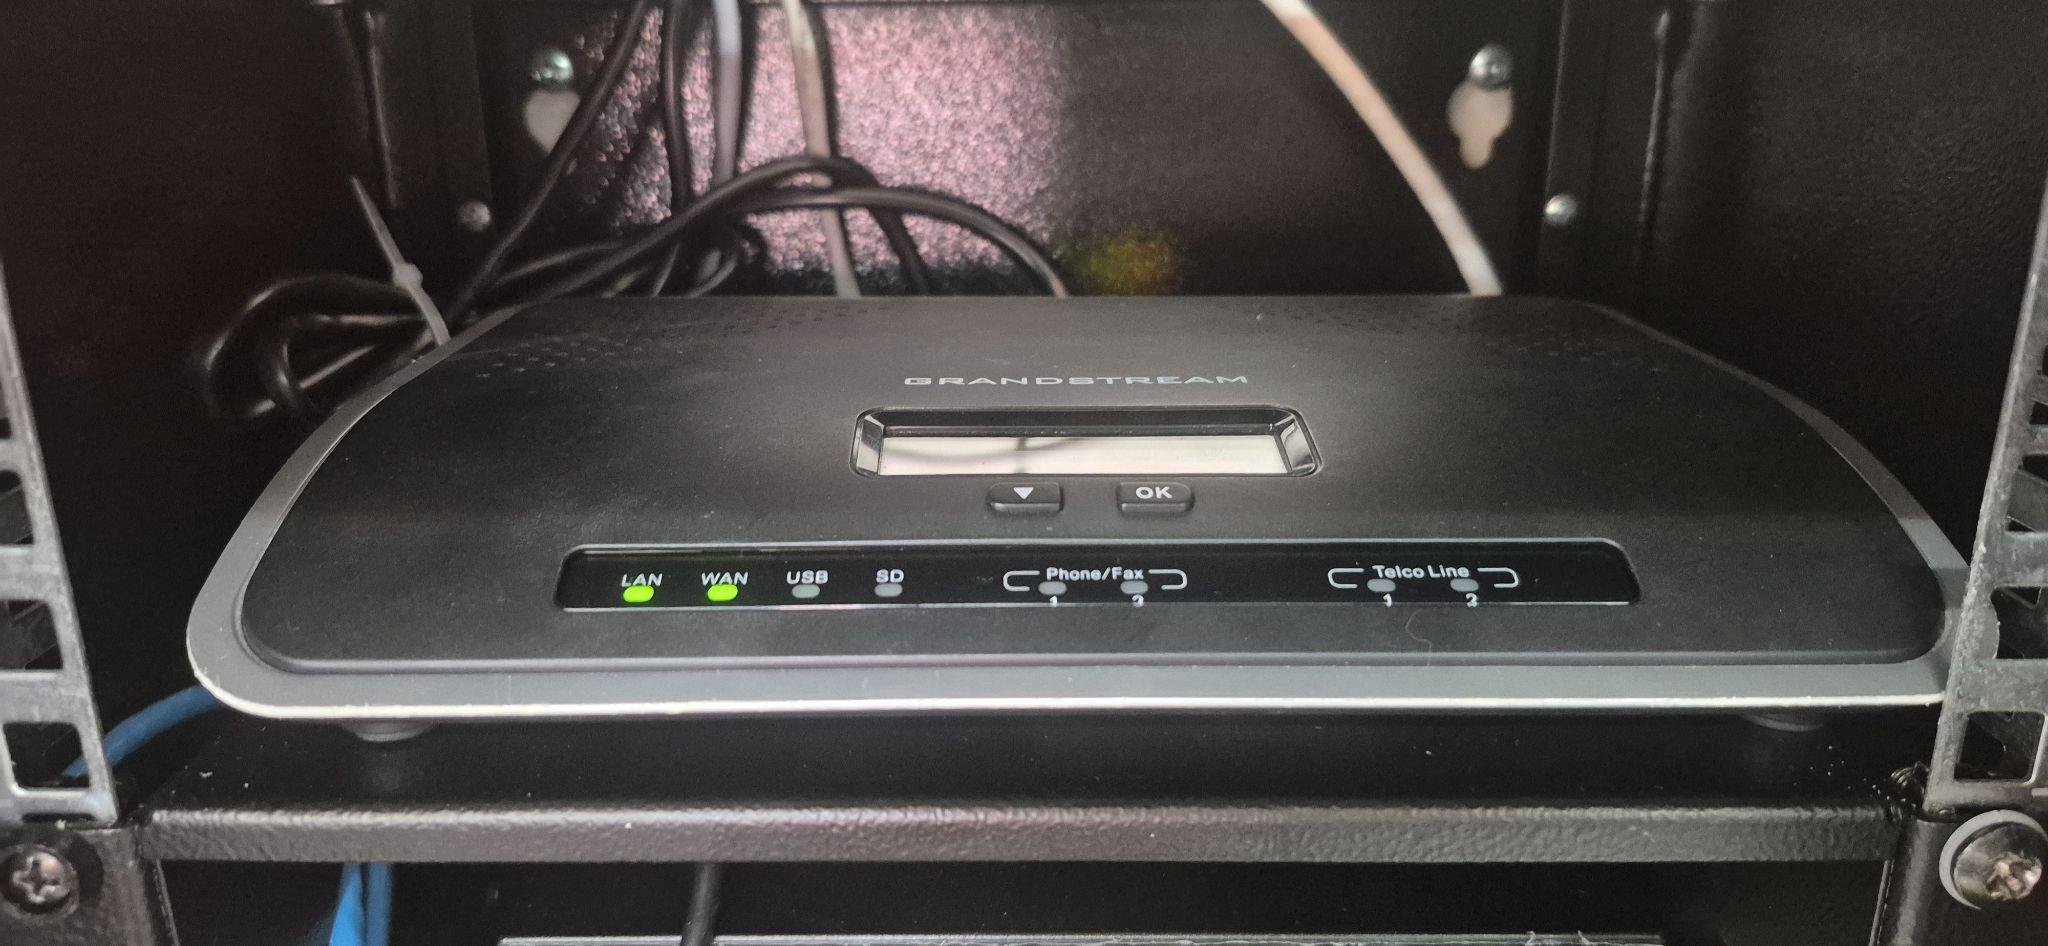 GRANDSTREAM
▼ OK
LAN WAN USB SD Phone/Fax Telco Line
1 2 1 2